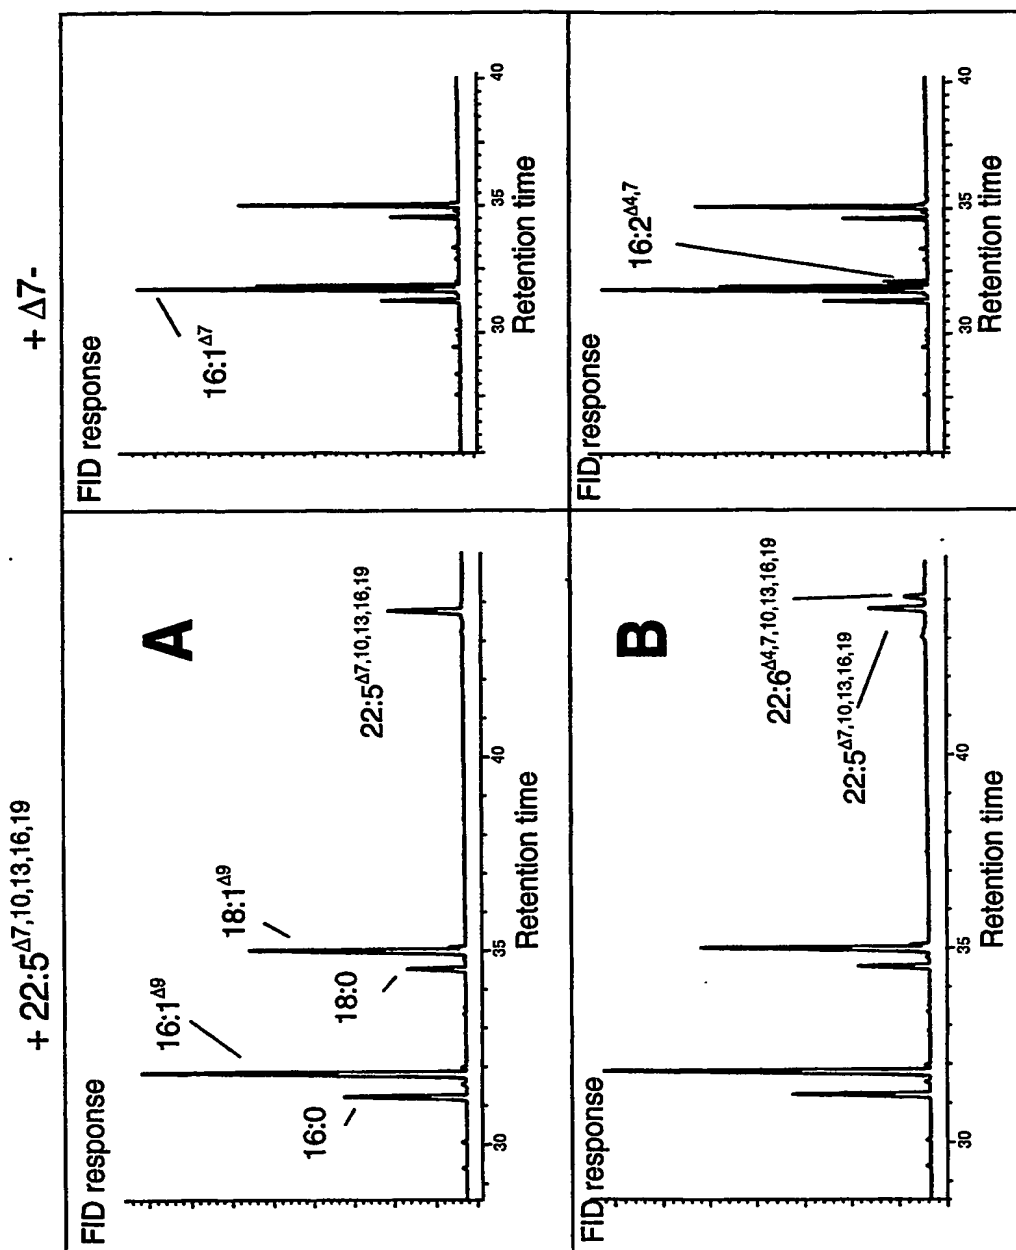 + 22:5Δ7,10,13,16,19
+ Δ7-
FID response
A
16:0
16:1Δ9
18:0
18:1Δ9
22:5Δ7,10,13,16,19
30
35
40
Retention time
FID response
16:1Δ7
30
35
40
Retention time
FID response
B
22:5Δ7,10,13,16,19
22:6Δ4,7,10,13,16,19
30
35
40
Retention time
FID response
16:2Δ4,7
30
35
40
Retention time